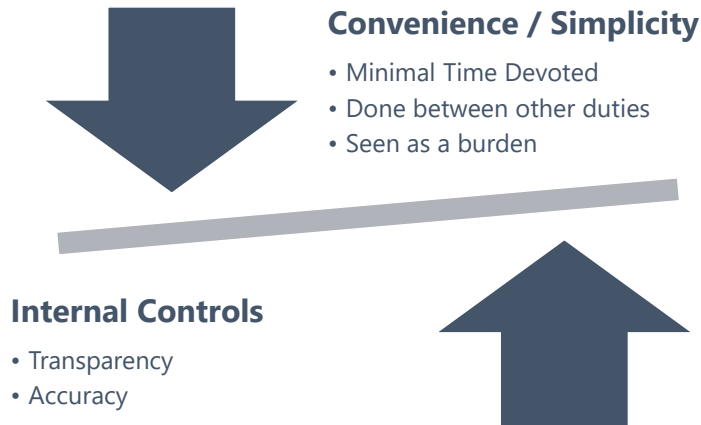 Convenience / Simplicity
• Minimal Time Devoted
• Done between other duties
• Seen as a burden
Internal Controls
• Transparency
• Accuracy